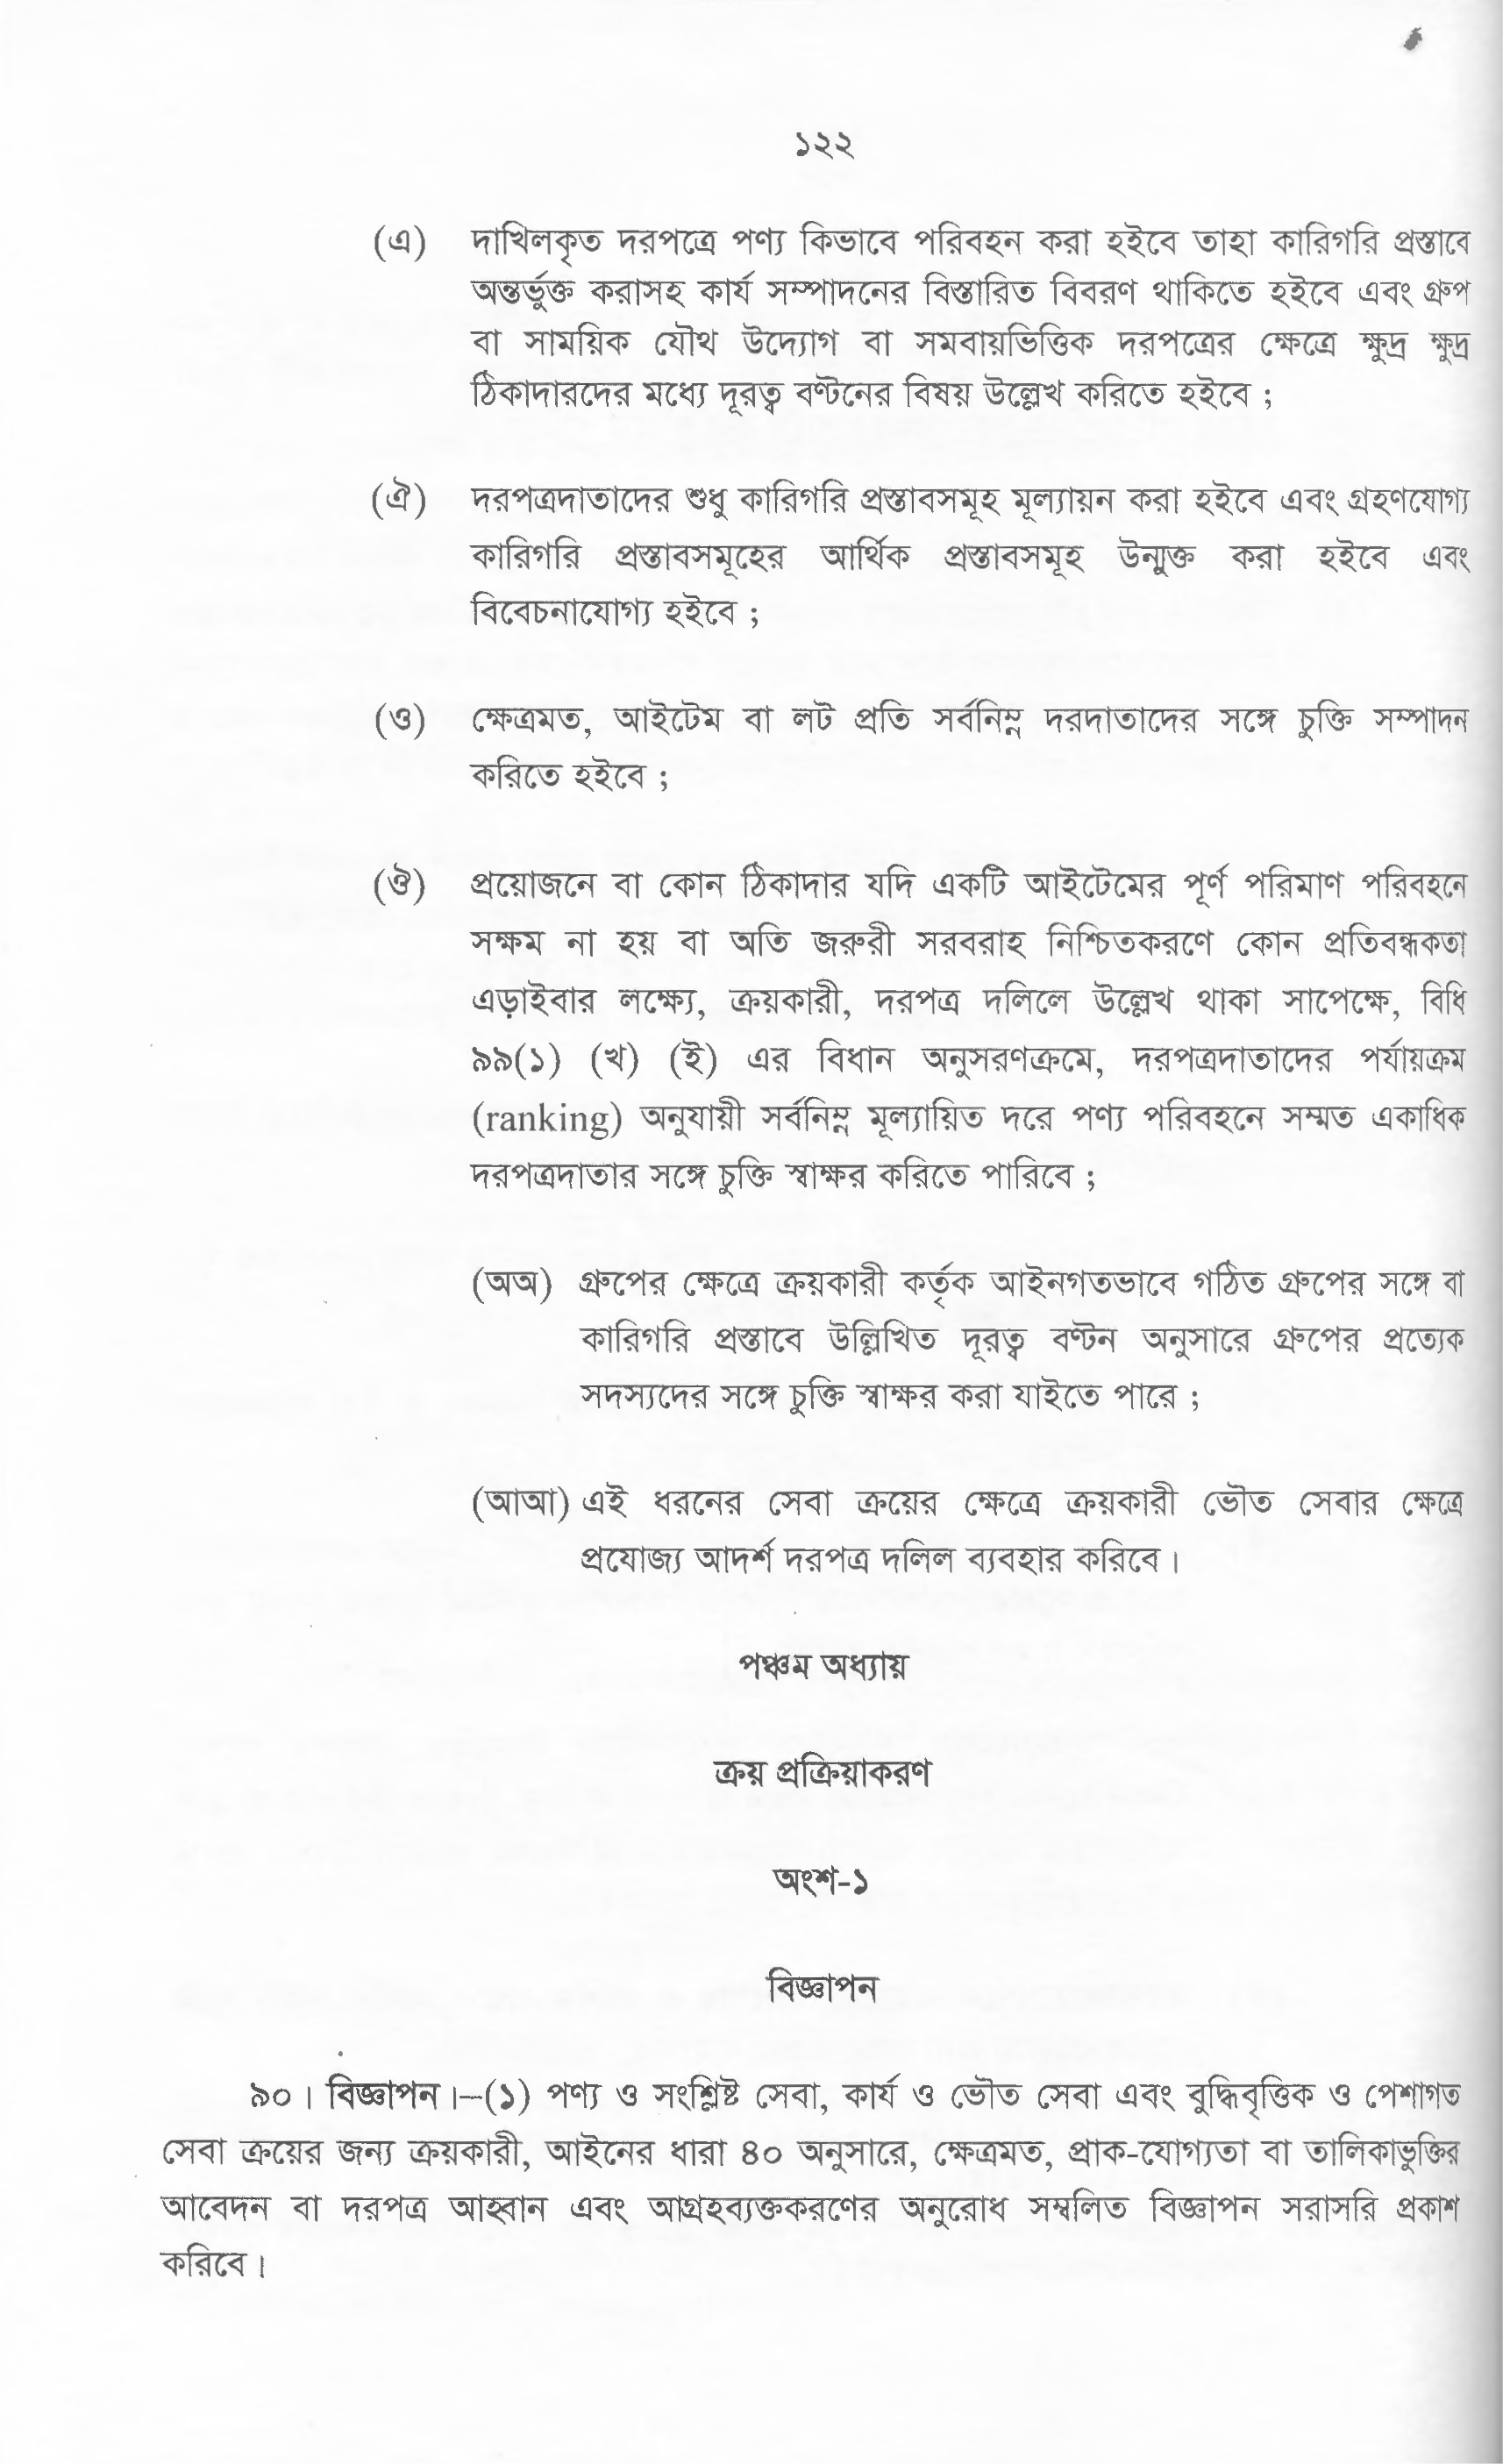 ১২২
(এ) দাখিলকৃত দরপত্রে পণ্য কিভাবে পরিবহন করা হইবে তাহা কারিগরি প্রস্তাবে
অন্তর্ভুক্ত করাসহ কার্য সম্পাদনের বিস্তারিত বিবরণ থাকিতে হইবে এবং গ্রুপ
বা সাময়িক যৌথ উদ্যোগ বা সমবায়ভিত্তিক দরপত্রের ক্ষেত্রে ক্ষুদ্র ক্ষুদ্র
ঠিকাদারদের মধ্যে দূরত্ব বণ্টনের বিষয় উল্লেখ করিতে হইবে ;
(ঐ) দরপত্রদাতাদের শুধু কারিগরি প্রস্তাবসমূহ মূল্যায়ন করা হইবে এবং গ্রহণযোগ্য
কারিগরি প্রস্তাবসমূহের আর্থিক প্রস্তাবসমূহ উন্মুক্ত করা হইবে এবং
বিবেচনাযোগ্য হইবে ;
(ও) ক্ষেত্রমত, আইটেম বা লট প্রতি সর্বনিম্ন দরদাতাদের সঙ্গে চুক্তি সম্পাদন
করিতে হইবে ;
(ঔ) প্রয়োজনে বা কোন ঠিকাদার যদি একটি আইটেমের পূর্ণ পরিমাণ পরিবহনে
সক্ষম না হয় বা অতি জরুরী সরবরাহ নিশ্চিতকরণে কোন প্রতিবন্ধকতা
এড়াইবার লক্ষ্যে, ক্রয়কারী, দরপত্র দলিলে উল্লেখ থাকা সাপেক্ষে, বিধি
৯৯(১) (খ) (ই) এর বিধান অনুসরণক্রমে, দরপত্রদাতাদের পর্যায়ক্রম
(ranking) অনুযায়ী সর্বনিম্ন মূল্যায়িত দরে পণ্য পরিবহনে সম্মত একাধিক
দরপত্রদাতার সঙ্গে চুক্তি স্বাক্ষর করিতে পারিবে ;
(অঅ) গ্রুপের ক্ষেত্রে ক্রয়কারী কর্তৃক আইনগতভাবে গঠিত গ্রুপের সঙ্গে বা
কারিগরি প্রস্তাবে উল্লিখিত দূরত্ব বণ্টন অনুসারে গ্রুপের প্রত্যেক
সদস্যদের সঙ্গে চুক্তি স্বাক্ষর করা যাইতে পারে ;
(আআ) এই ধরনের সেবা ক্রয়ের ক্ষেত্রে ক্রয়কারী ভৌত সেবার ক্ষেত্রে
প্রযোজ্য আদর্শ দরপত্র দলিল ব্যবহার করিবে।
পঞ্চম অধ্যায়
ক্রয় প্রক্রিয়াকরণ
অংশ-১
বিজ্ঞাপন
৯০। বিজ্ঞাপন।–(১) পণ্য ও সংশ্লিষ্ট সেবা, কার্য ও ভৌত সেবা এবং বুদ্ধিবৃত্তিক ও পেশাগত
সেবা ক্রয়ের জন্য ক্রয়কারী, আইনের ধারা ৪০ অনুসারে, ক্ষেত্রমত, প্রাক-যোগ্যতা বা তালিকাভুক্তির
আবেদন বা দরপত্র আহ্বান এবং আগ্রহব্যক্তকরণের অনুরোধ সম্বলিত বিজ্ঞাপন সরাসরি প্রকাশ
করিবে।